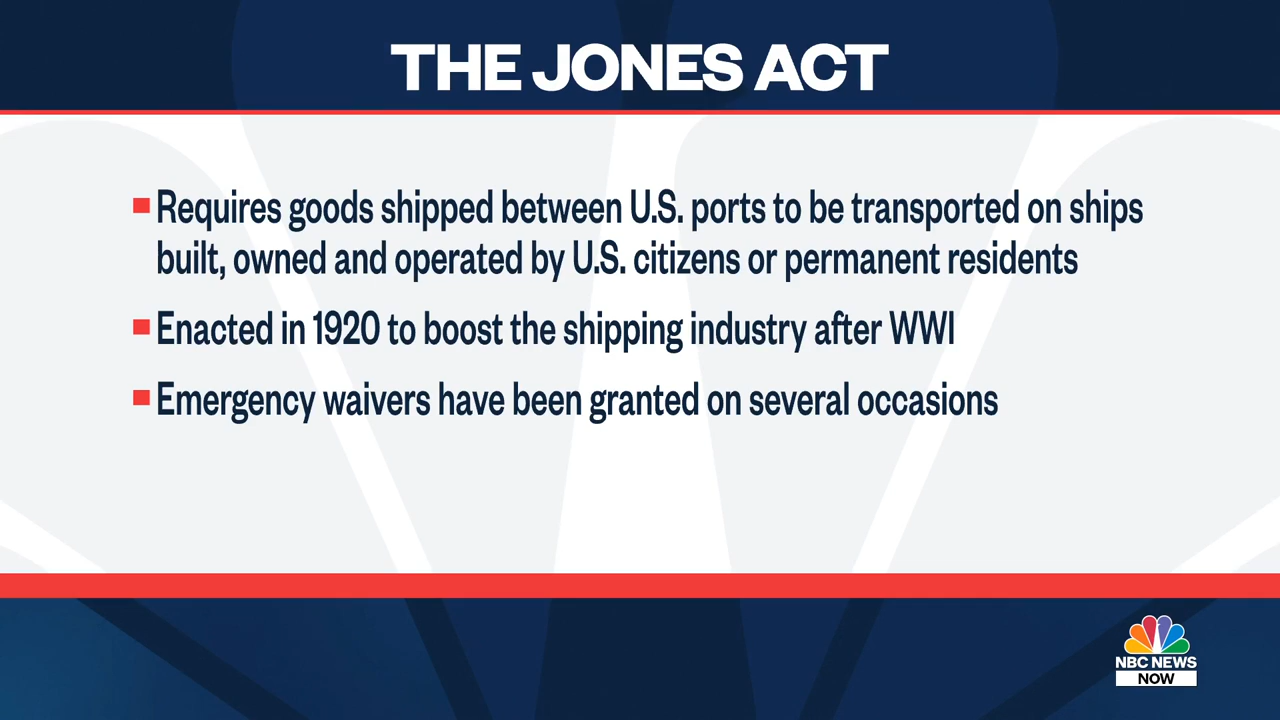 THE JONES ACT
Requires goods shipped between U.S. ports to be transported on ships
built, owned and operated by U.S. citizens or permanent residents
Enacted in 1920 to boost the shipping industry after WWI
Emergency waivers have been granted on several occasions
NBC NEWS
NOW